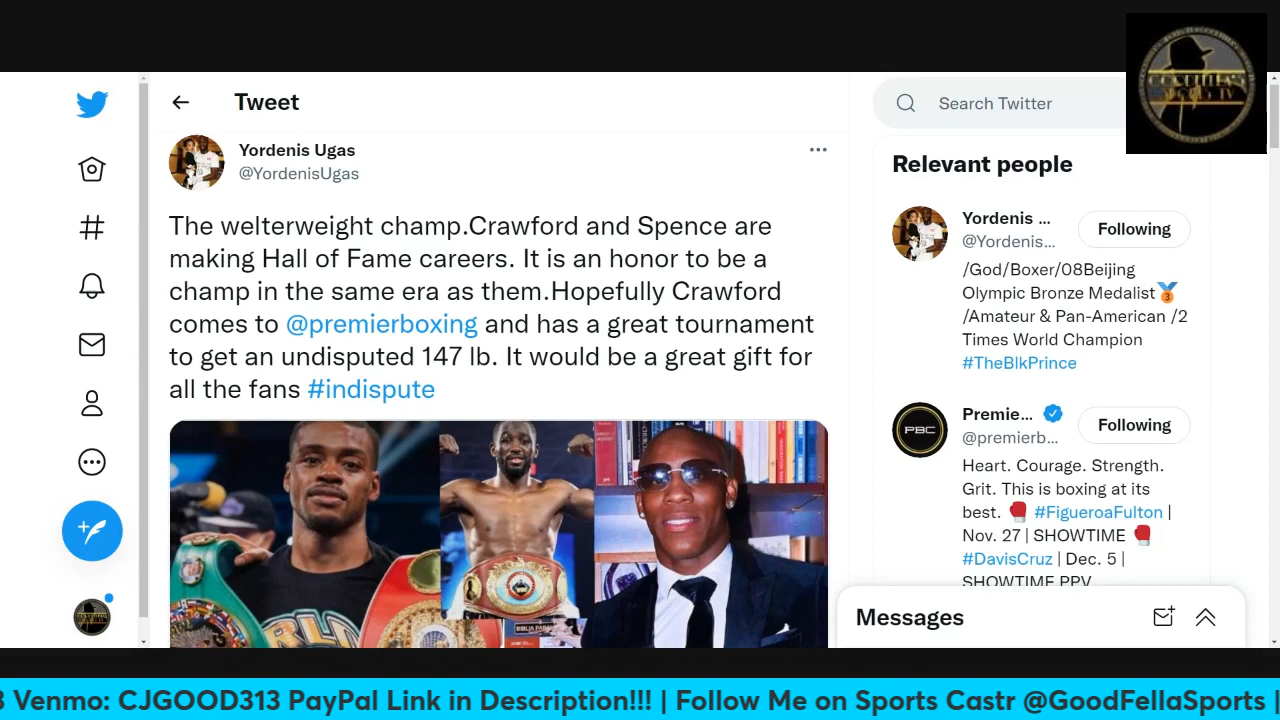 Tweet
Yordenis Ugas
@YordenisUgas
The welterweight champ.Crawford and Spence are
making Hall of Fame careers. It is an honor to be a
champ in the same era as them.Hopefully Crawford
comes to @premierboxing and has a great tournament
to get an undisputed 147 lb. It would be a great gift for
all the fans #indispute
Search Twitter
Relevant people
Yordenis ...
@Yordenis...
Following
/God/Boxer/08Beijing
Olympic Bronze Medalist🥉
/Amateur & Pan-American /2
Times World Champion
#TheBlkPrince
PBC
Premie...
@premierb...
Following
Heart. Courage. Strength.
Grit. This is boxing at its
best. 🥊 #FigueroaFulton |
Nov. 27 | SHOWTIME 🥊
#DavisCruz | Dec. 5 |
SHOWTIME PPV
Messages
3 Venmo: CJGOOD313 PayPal Link in Description!!! | Follow Me on Sports Castr @GoodFellaSports |